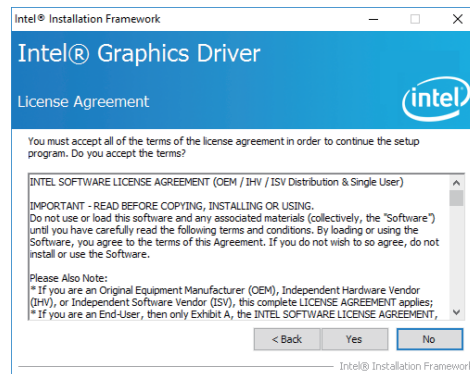 Intel® Installation Framework
Intel® Graphics Driver
License Agreement
intel
You must accept all of the terms of the license agreement in order to continue the setup
program. Do you accept the terms?
INTEL SOFTWARE LICENSE AGREEMENT (OEM / IHV / ISV Distribution & Single User)
IMPORTANT - READ BEFORE COPYING, INSTALLING OR USING.
Do not use or load this software and any associated materials (collectively, the "Software")
until you have carefully read the following terms and conditions. By loading or using the
Software, you agree to the terms of this Agreement. If you do not wish to so agree, do not
install or use the Software.
Please Also Note:
* If you are an Original Equipment Manufacturer (OEM), Independent Hardware Vendor
(IHV), or Independent Software Vendor (ISV), this complete LICENSE AGREEMENT applies;
* If you are an End-User, then only Exhibit A, the INTEL SOFTWARE LICENSE AGREEMENT,
< Back Yes No
Intel® Installation Framework